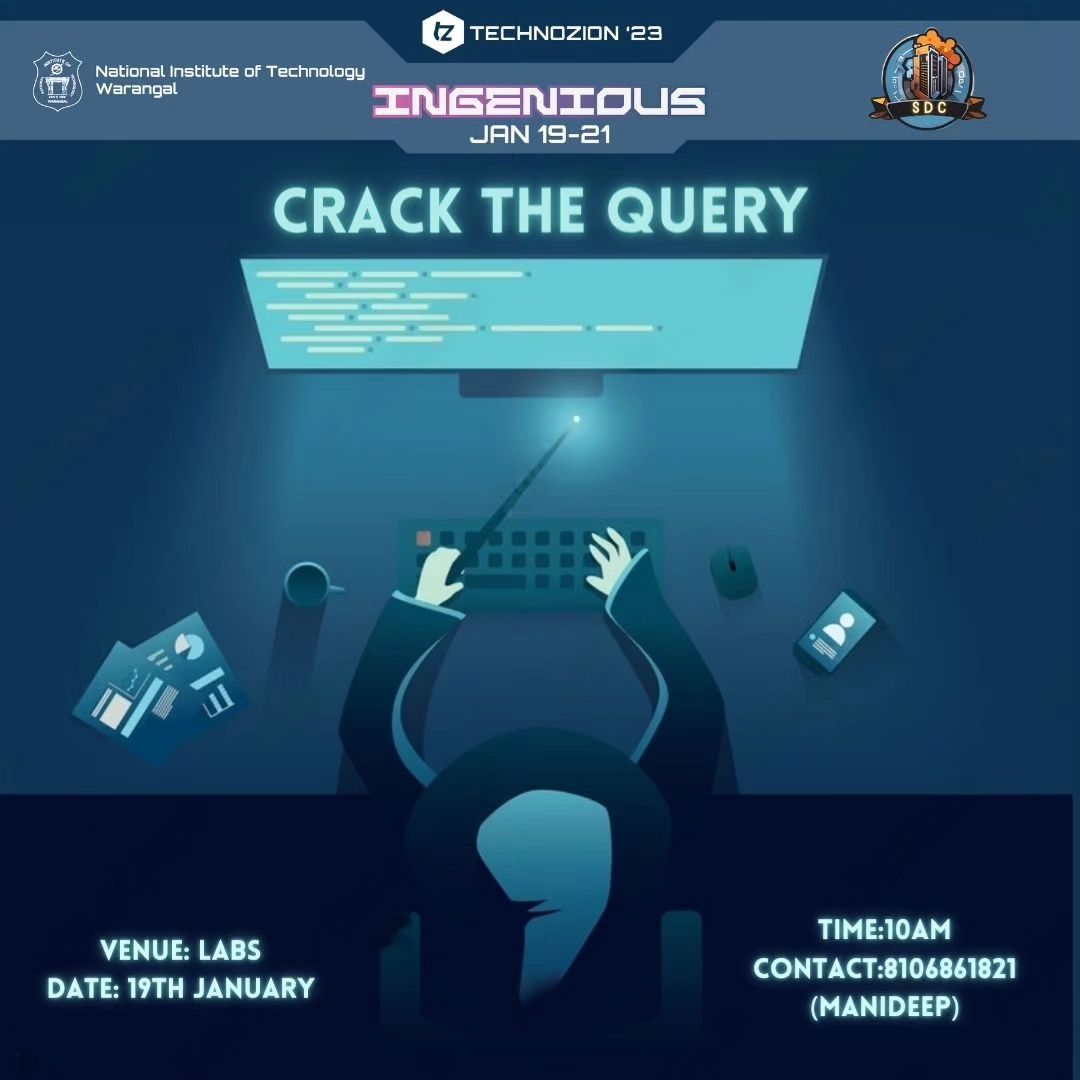 TECHNOZION '23
National Institute of Technology
Warangal
INGENIOUS
JAN 19-21
SDC
CRACK THE QUERY
VENUE: LABS
DATE: 19TH JANUARY
TIME:10AM
CONTACT:8106861821
(MANIDEEP)